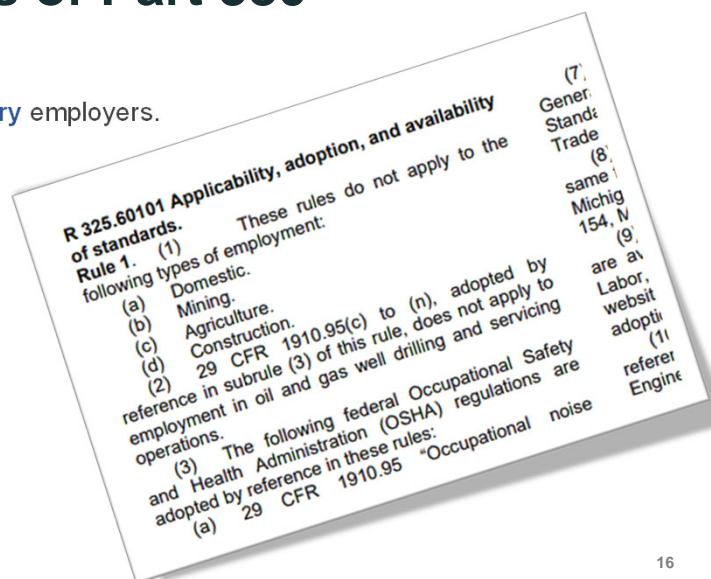 ry employers.
R 325.60101 Applicability, adoption, and availability
of standards.
Rule 1. (1) These rules do not apply to the
following types of employment:
(a) Domestic.
(b) Mining.
(c) Agriculture.
(d) Construction.
(2) 29 CFR 1910.95(c) to (n), adopted by
reference in subrule (3) of this rule, does not apply to
employment in oil and gas well drilling and servicing
operations.
(3) The following federal Occupational Safety
and Health Administration (OSHA) regulations are
adopted by reference in these rules:
(a) 29 CFR 1910.95 “Occupational noise
(7)
Gener
Standa
Trade
(8)
same
Michig
154, M
(9)
are av
Labor,
websit
adopti
(1
referer
Engine
16